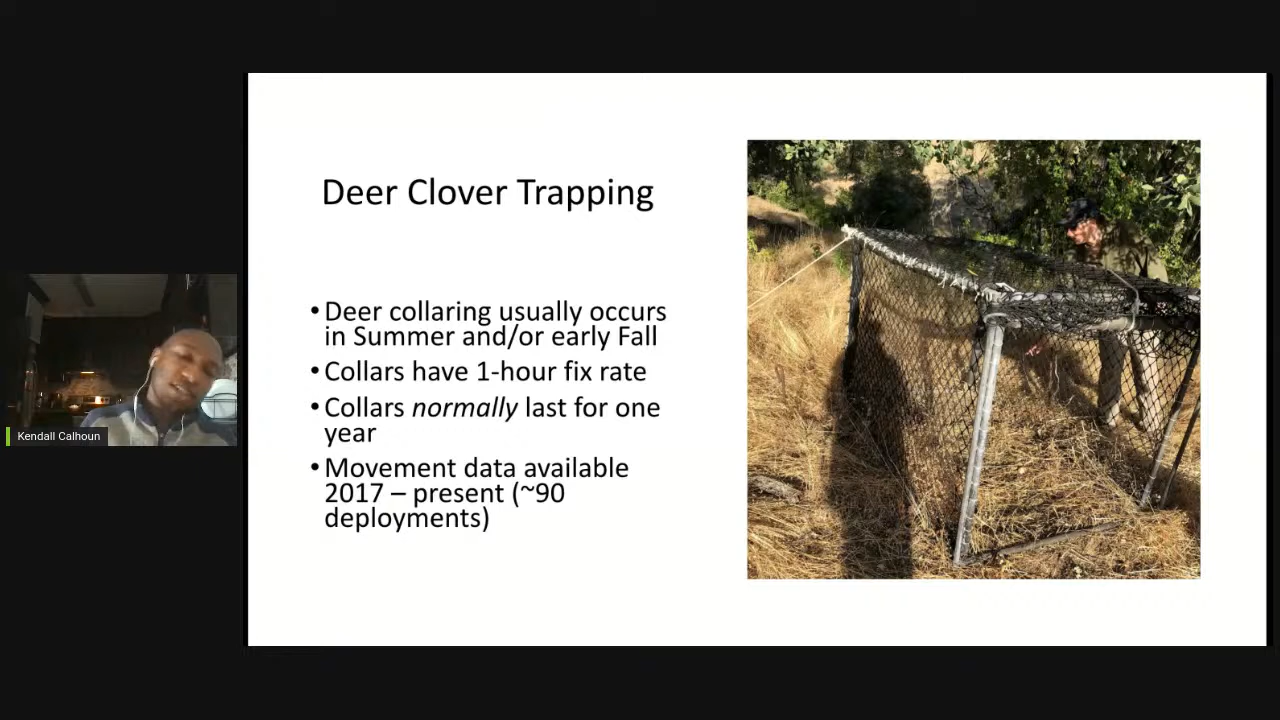 Deer Clover Trapping
• Deer collaring usually occurs
in Summer and/or early Fall
• Collars have 1-hour fix rate
• Collars normally last for one
year
• Movement data available
2017 – present (~90
deployments)
Kendall Calhoun